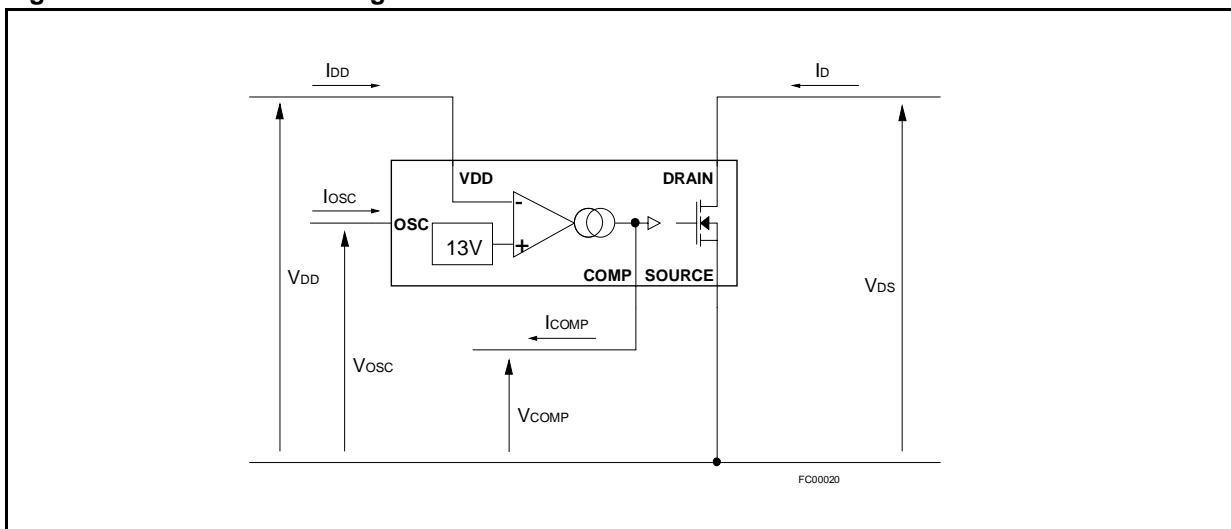 IDD
ID
VDD
DRAIN
IOSC
OSC
-
13V
+
COMP
SOURCE
VDD
VDS
ICOMP
VOSC
VCOMP
FC00020